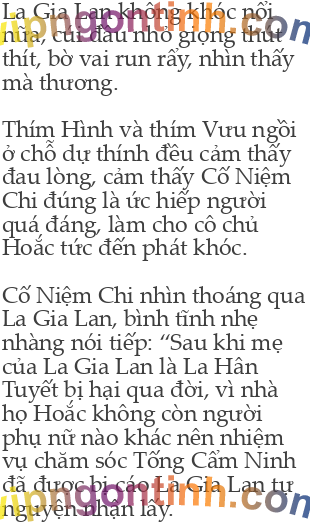 La Gia Lan không khóc nổi
nữa, cúi đầu nhỏ giọng thút
thít, bờ vai run rẩy, nhìn thấy
mà thương.
Thím Hình và thím Vưu ngồi
ở chỗ dự thính đều cảm thấy
đau lòng, cảm thấy Cố Niệm
Chi đúng là ức hiếp người
quá đáng, làm cho cô chủ
Hoắc tức đến phát khóc.
Cố Niệm Chi nhìn thoáng qua
La Gia Lan, bình tĩnh nhẹ
nhàng nói tiếp: “Sau khi mẹ
của La Gia Lan là La Hân
Tuyết bị hại qua đời, vì nhà
họ Hoắc không còn người
phụ nữ nào khác nên nhiệm
vụ chăm sóc Tống Cẩm Ninh
đã được bị cáo La Gia Lan tự
nguyện nhận lấy.
vipngontinh.com
vipngontinh.com